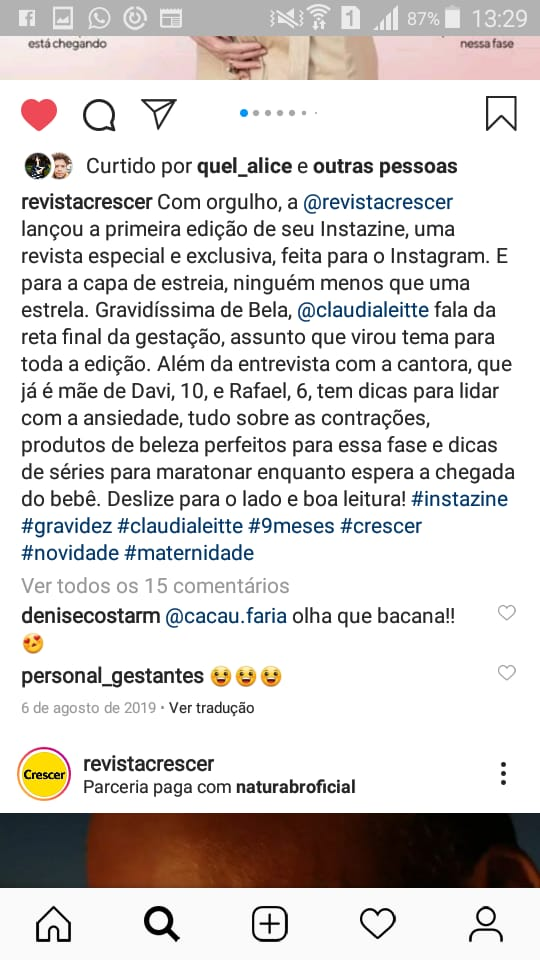 87% 13:29
está chegando
nessa fase
Curtido por quel_alice e outras pessoas
revistacrescer Com orgulho, a @revistacrescer
lançou a primeira edição de seu Instazine, uma
revista especial e exclusiva, feita para o Instagram. E
para a capa de estreia, ninguém menos que uma
estrela. Gravidíssima de Bela, @claudialeitte fala da
reta final da gestação, assunto que virou tema para
toda a edição. Além da entrevista com a cantora, que
já é mãe de Davi, 10, e Rafael, 6, tem dicas para lidar
com a ansiedade, tudo sobre as contrações,
produtos de beleza perfeitos para essa fase e dicas
de séries para maratonar enquanto espera a chegada
do bebê. Deslize para o lado e boa leitura! #instazine
#gravidez #claudialeitte #9meses #crescer
#novidade #maternidade
Ver todos os 15 comentários
denisecostarm @cacau.faria olha que bacana!!
😍
personal_gestantes 😆😆😆
6 de agosto de 2019 • Ver tradução
Crescer
revistacrescer
Parceria paga com naturabroficial